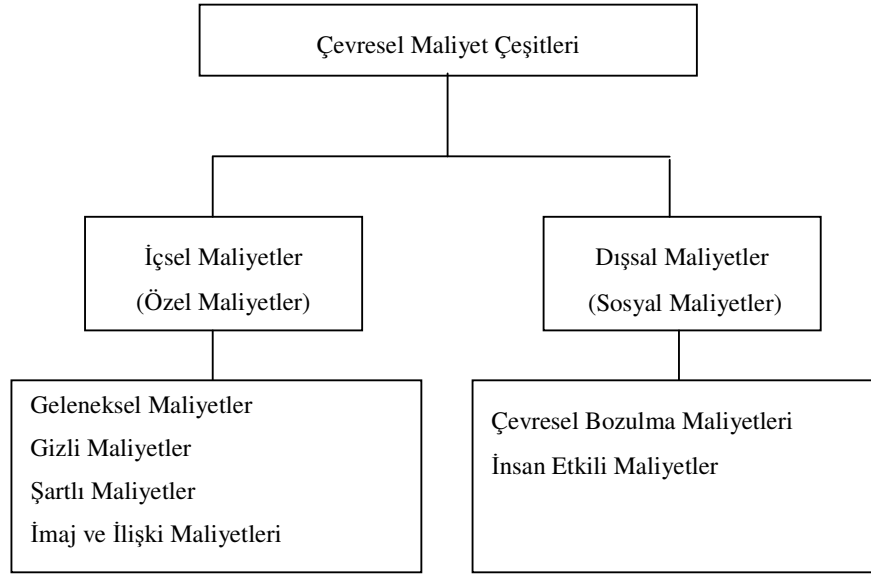 Çevresel Maliyet Çeşitleri
İçsel Maliyetler
(Özel Maliyetler)
Dışsal Maliyetler
(Sosyal Maliyetler)
Geleneksel Maliyetler
Gizli Maliyetler
Şartlı Maliyetler
İmaj ve İlişki Maliyetleri
Çevresel Bozulma Maliyetleri
İnsan Etkili Maliyetler